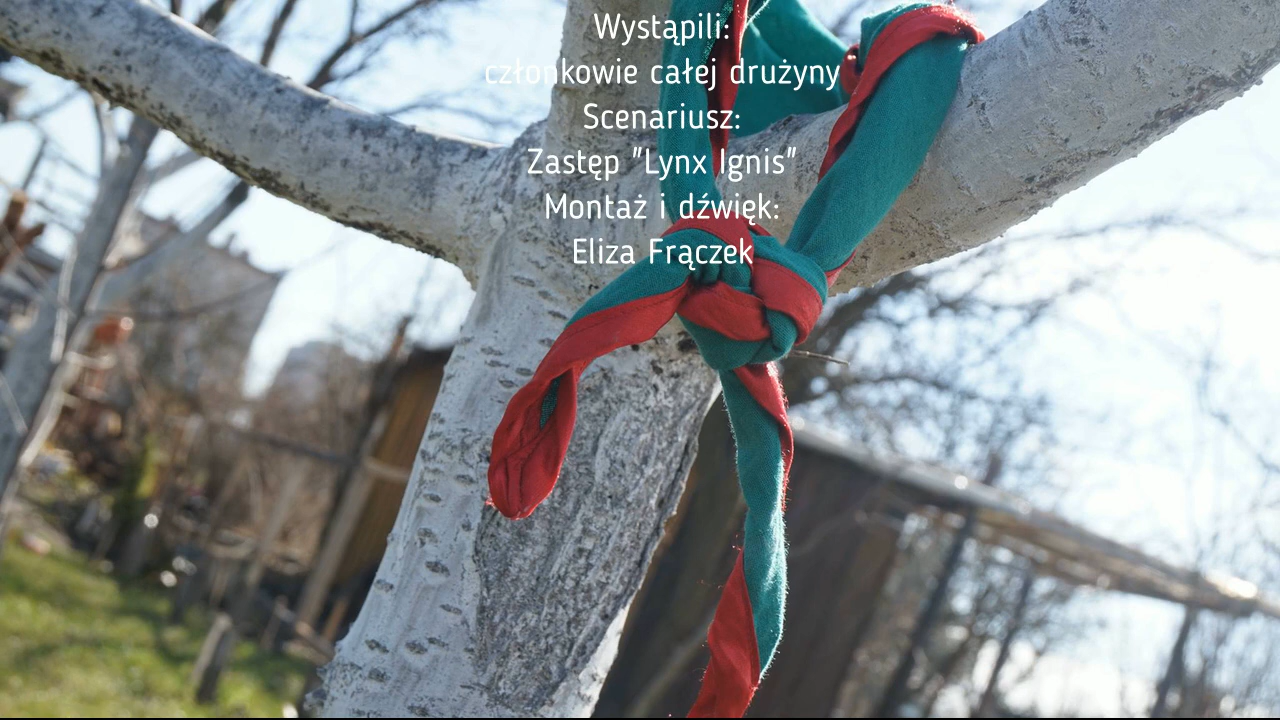 Wystąpili:
członkowie całej drużyny
Scenariusz:
Zastęp "Lynx Ignis"
Montaż i dźwięk:
Eliza Frączek